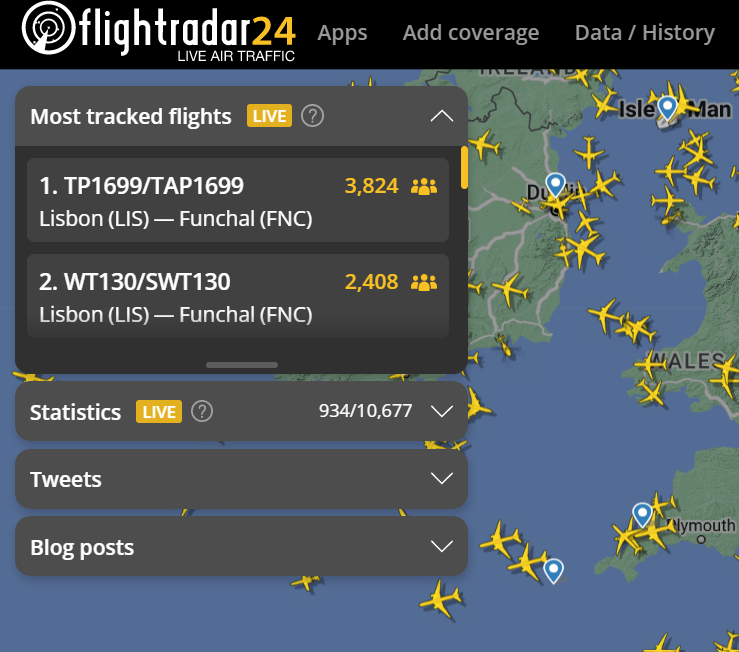 flightradar24
LIVE AIR TRAFFIC
Apps Add coverage Data / History
Most tracked flights LIVE ?
1. TP1699/TAP1699 3,824
Lisbon (LIS) — Funchal (FNC)
2. WT130/SWT130 2,408
Lisbon (LIS) — Funchal (FNC)
Statistics LIVE ? 934/10,677
Tweets
Blog posts
IRELAND
Isle Man
Dublin
WALES
Plymouth